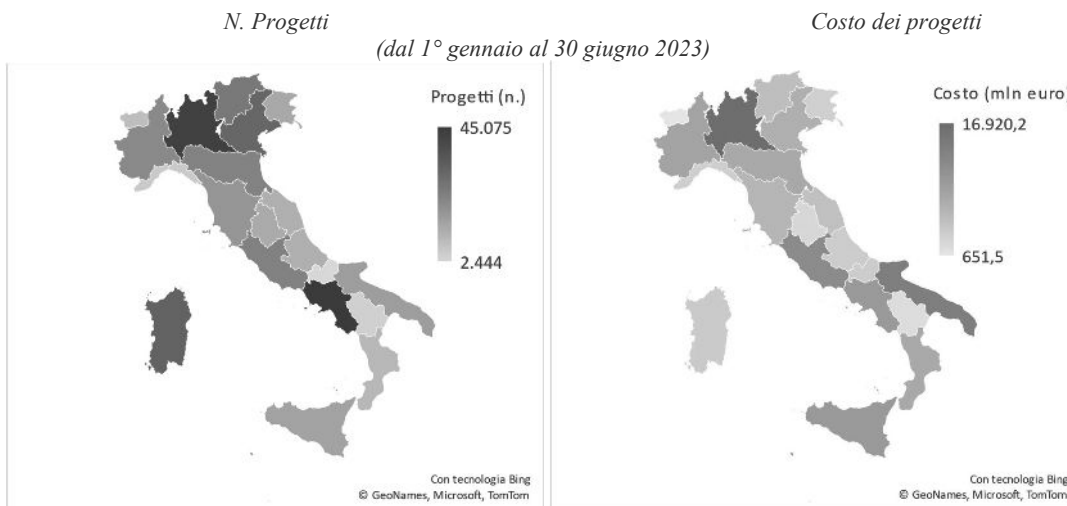 N. Progetti
Costo dei progetti
(dal 1° gennaio al 30 giugno 2023)
Progetti (n.)
45.075
2.444
Con tecnologia Bing
© GeoNames, Microsoft, TomTom
Costo (mln euro)
16.920,2
651,5
Con tecnologia Bing
© GeoNames, Microsoft, TomTom